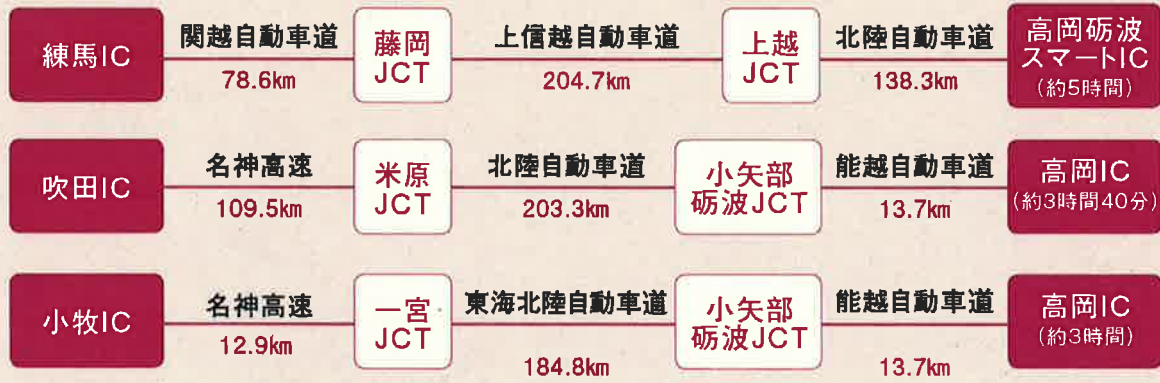 練馬IC
関越自動車道
78.6km
藤岡
JCT
上信越自動車道
204.7km
上越
JCT
北陸自動車道
138.3km
高岡砺波
スマートIC
(約5時間)
吹田IC
名神高速
109.5km
米原
JCT
北陸自動車道
203.3km
小矢部
砺波JCT
能越自動車道
13.7km
高岡IC
(約3時間40分)
小牧IC
名神高速
12.9km
一宮
JCT
東海北陸自動車道
184.8km
小矢部
砺波JCT
能越自動車道
13.7km
高岡IC
(約3時間)